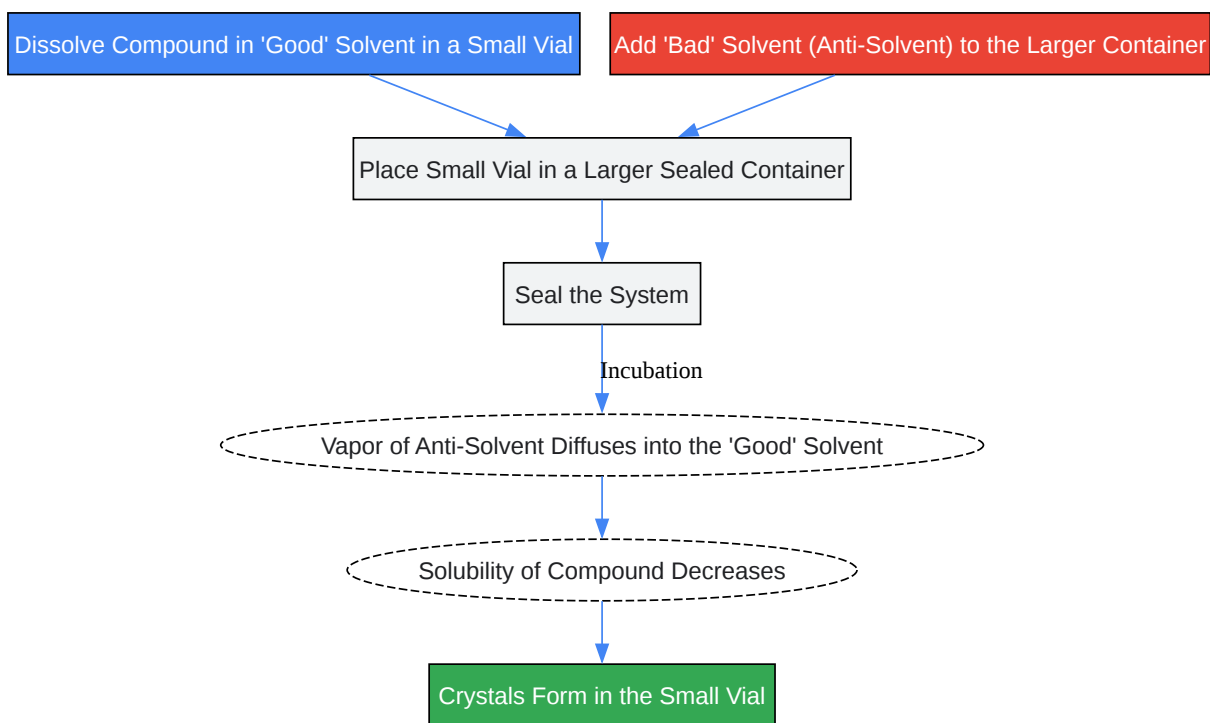 Dissolve Compound in 'Good' Solvent in a Small Vial
Add 'Bad' Solvent (Anti-Solvent) to the Larger Container
Place Small Vial in a Larger Sealed Container
Seal the System
Incubation
Vapor of Anti-Solvent Diffuses into the 'Good' Solvent
Solubility of Compound Decreases
Crystals Form in the Small Vial